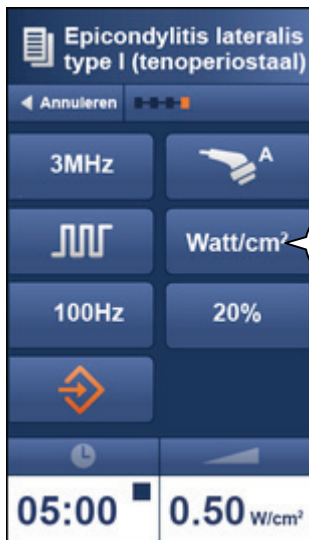 Epicondylitis lateralis
type I (tenoperiostaal)
Annuleren
3MHz
A
Watt/cm²
100Hz
20%
05:00
0.50 W/cm²